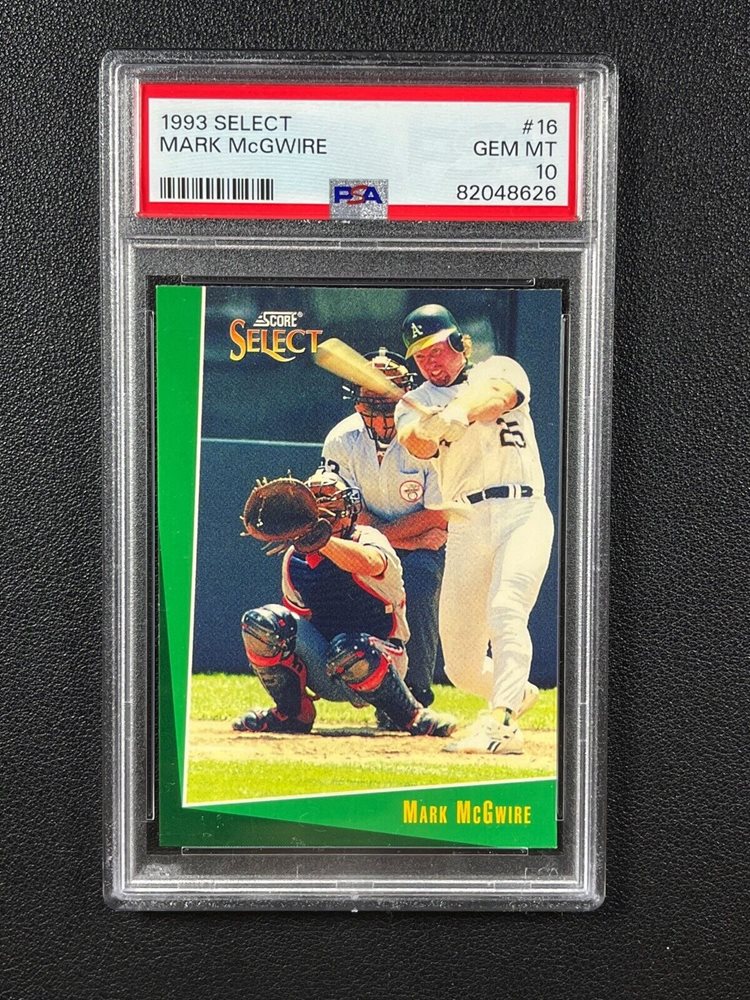 1993 SELECT #16
MARK McGWIRE GEM MT
10
82048626
PSA
SCORE®
SELECT
A's
MARK McGWIRE